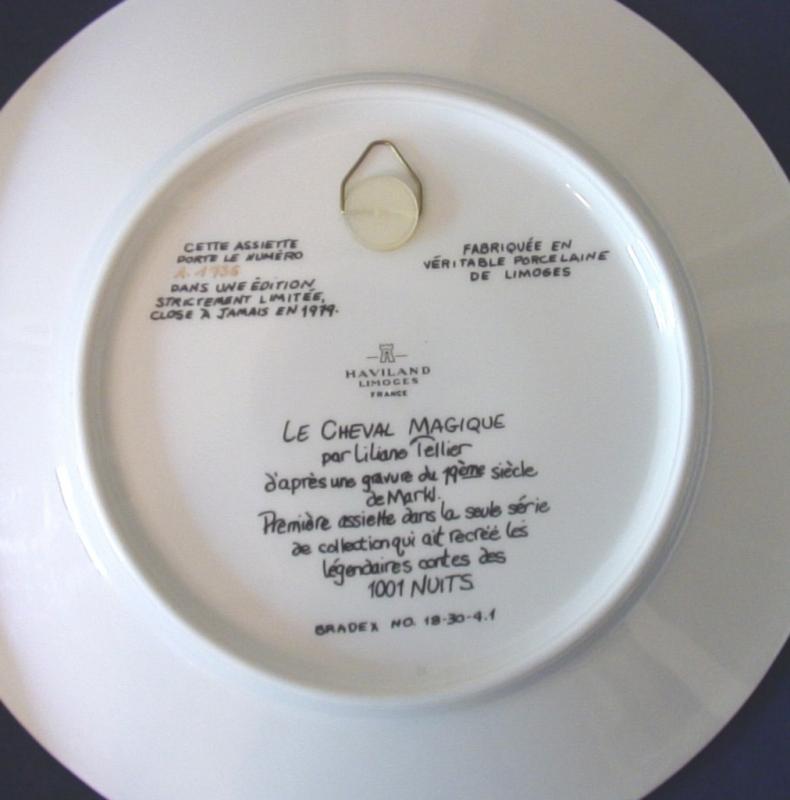 CETTE ASSIETTE
PORTE LE NUMÉRO
A. 1736
DANS UNE ÉDITION
STRICTEMENT LIMITÉE,
CLOSE À JAMAIS EN 1979.
FABRIQUÉE EN
VÉRITABLE PORCELAINE
DE LIMOGES
HAVILAND
LIMOGES
FRANCE
LE CHEVAL MAGIQUE
par Liliane Tellier
d'après une gravure du 19ème siècle
de Markl.
Première assiette dans la seule série
de collection qui ait recréé les
légendaires contes des
1001 NUITS
BRADEX NO. 18-30-4.1